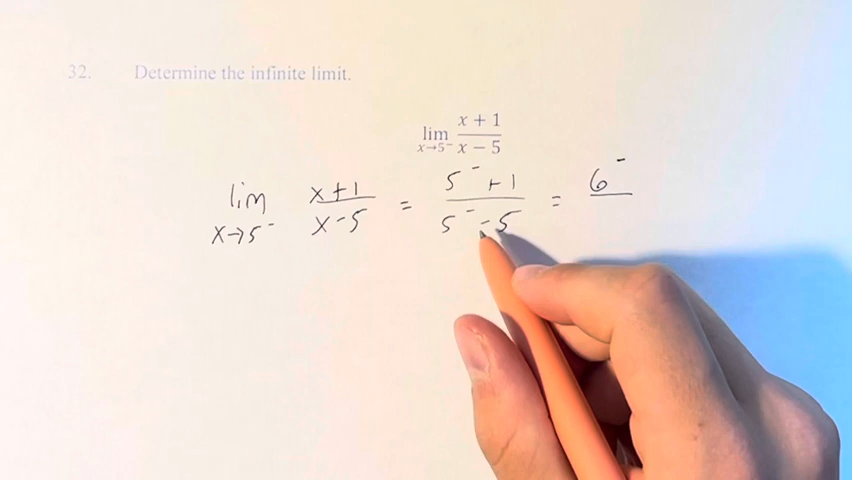 32. Determine the infinite limit.
lim x→5⁻ (x + 1)/(x − 5)
lim x→5⁻ (x+1)/(x-5) = (5⁻+1)/(5⁻-5) = 6⁻